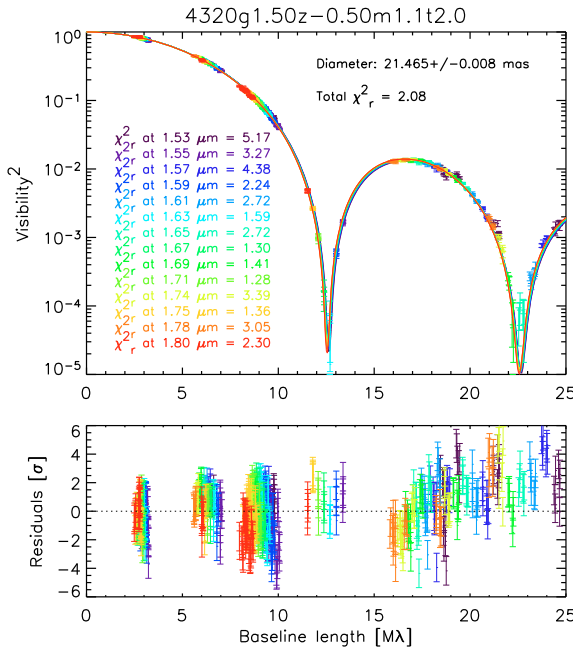 4320g1.50z−0.50m1.1t2.0
Diameter: 21.465+/−0.008 mas
Total χ²ᵣ = 2.08
10⁰
10⁻¹
10⁻²
10⁻³
10⁻⁴
10⁻⁵
Visibility²
χ²ᵣ at 1.53 μm = 5.17
χ²ᵣ at 1.55 μm = 3.27
χ²ᵣ at 1.57 μm = 4.38
χ²ᵣ at 1.59 μm = 2.24
χ²ᵣ at 1.61 μm = 2.72
χ²ᵣ at 1.63 μm = 1.59
χ²ᵣ at 1.65 μm = 2.72
χ²ᵣ at 1.67 μm = 1.30
χ²ᵣ at 1.69 μm = 1.41
χ²ᵣ at 1.71 μm = 1.28
χ²ᵣ at 1.74 μm = 3.39
χ²ᵣ at 1.75 μm = 1.36
χ²ᵣ at 1.78 μm = 3.05
χ²ᵣ at 1.80 μm = 2.30
0 5 10 15 20 25
6
4
2
0
−2
−4
−6
Residuals [σ]
0 5 10 15 20 25
Baseline length [Mλ]